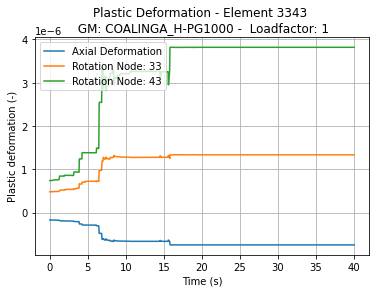 Plastic Deformation - Element 3343
GM: COALINGA_H-PG1000 - Loadfactor: 1
1e-6
Axial Deformation
Rotation Node: 33
Rotation Node: 43
4
3
2
1
0
Plastic deformation (-)
0 5 10 15 20 25 30 35 40
Time (s)